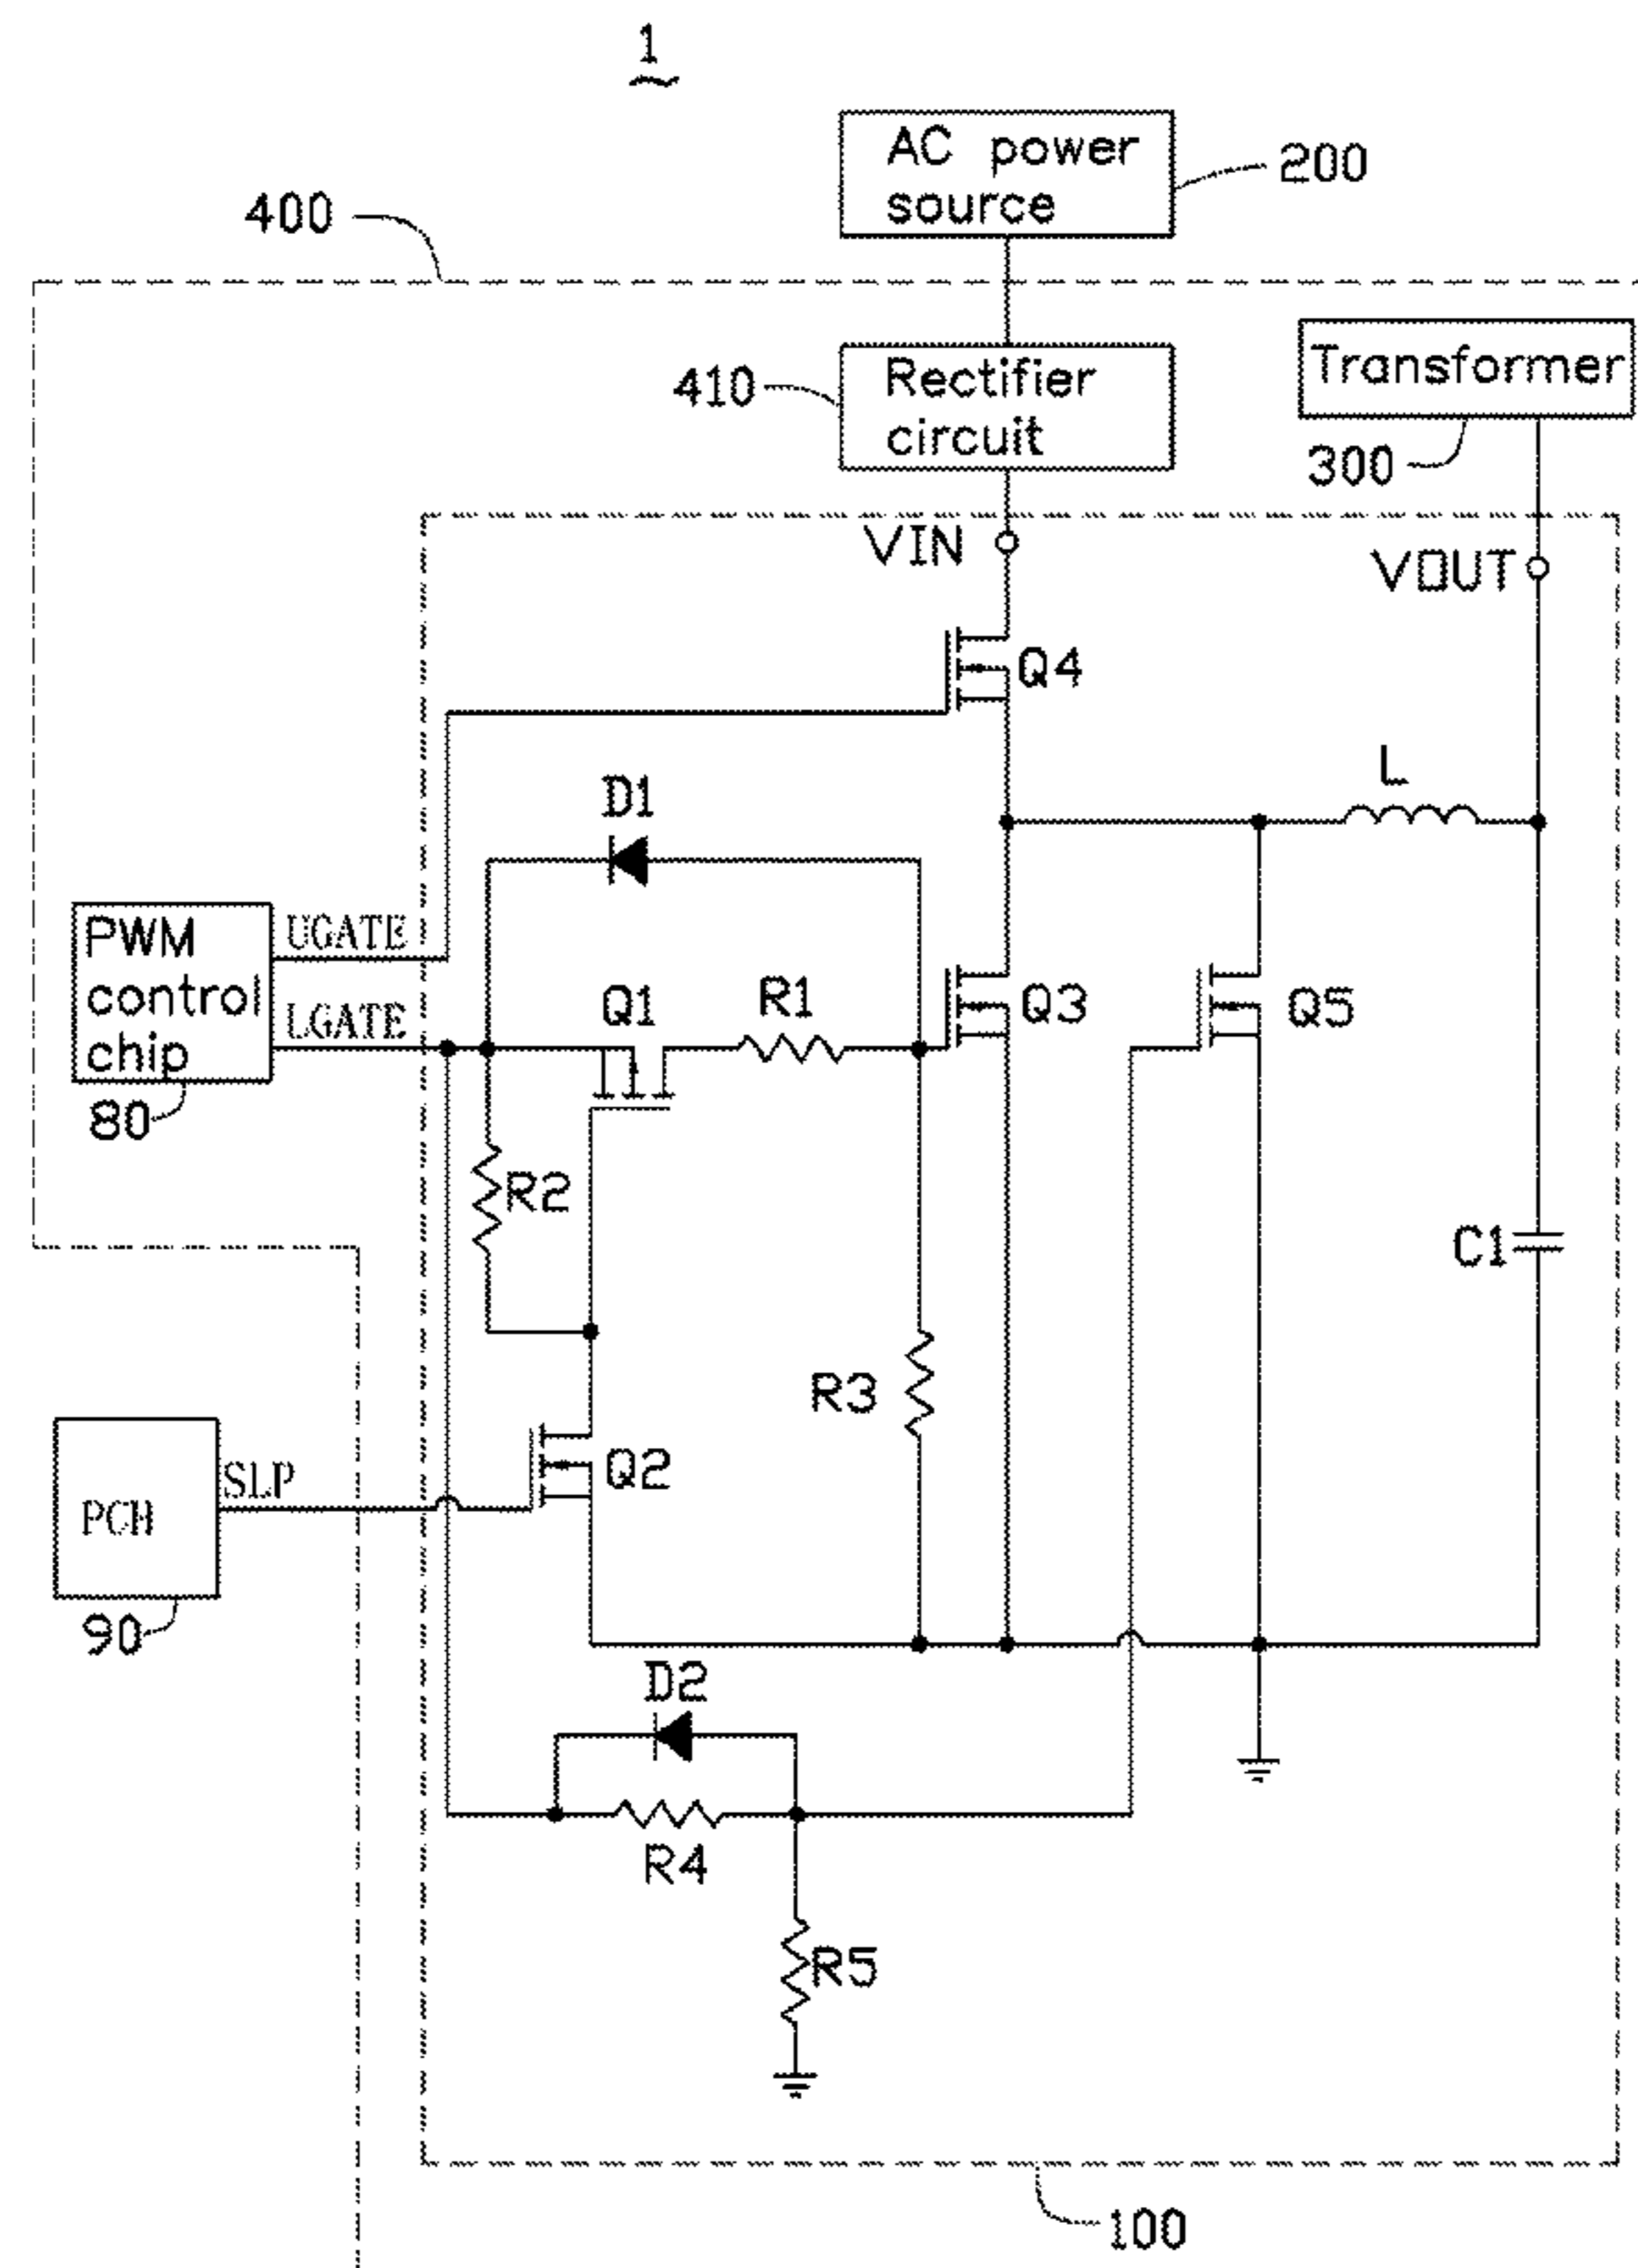 1
AC power
source
200
400
Rectifier
circuit
410
Transformer
300
VIN
VOUT
Q4
L
D1
PWM
control
chip
UGATE
LGATE
80
Q1
R1
Q3
Q5
R2
C1
R3
PCH
SLP
Q2
90
D2
R4
R5
100